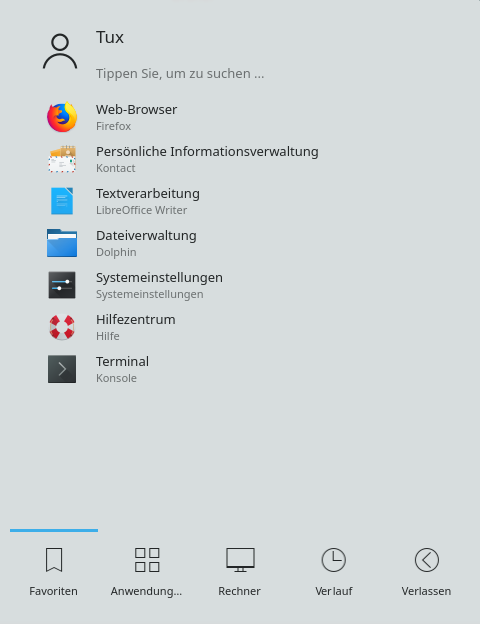 Tux
Tippen Sie, um zu suchen ...
Web-Browser
Firefox
Persönliche Informationsverwaltung
Kontact
Textverarbeitung
LibreOffice Writer
Dateiverwaltung
Dolphin
Systemeinstellungen
Systemeinstellungen
Hilfezentrum
Hilfe
Terminal
Konsole
Favoriten Anwendung... Rechner Verlauf Verlassen